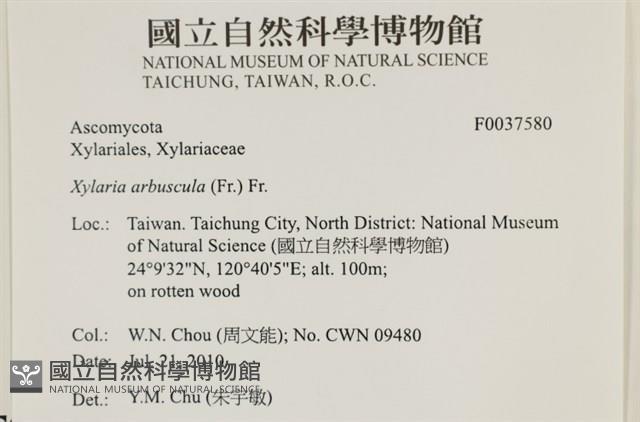 國立自然科學博物館
NATIONAL MUSEUM OF NATURAL SCIENCE
TAICHUNG, TAIWAN, R.O.C.
Ascomycota F0037580
Xylariales, Xylariaceae
Xylaria arbuscula (Fr.) Fr.
Loc.: Taiwan. Taichung City, North District: National Museum
of Natural Science (國立自然科學博物館)
24°9'32"N, 120°40'5"E; alt. 100m;
on rotten wood
Col.: W.N. Chou (周文能); No. CWN 09480
Date: Jul. 21, 2010
國立自然科學博物館
NATIONAL MUSEUM OF NATURAL SCIENCE
Det.: Y.M. Chu (朱宇敏)